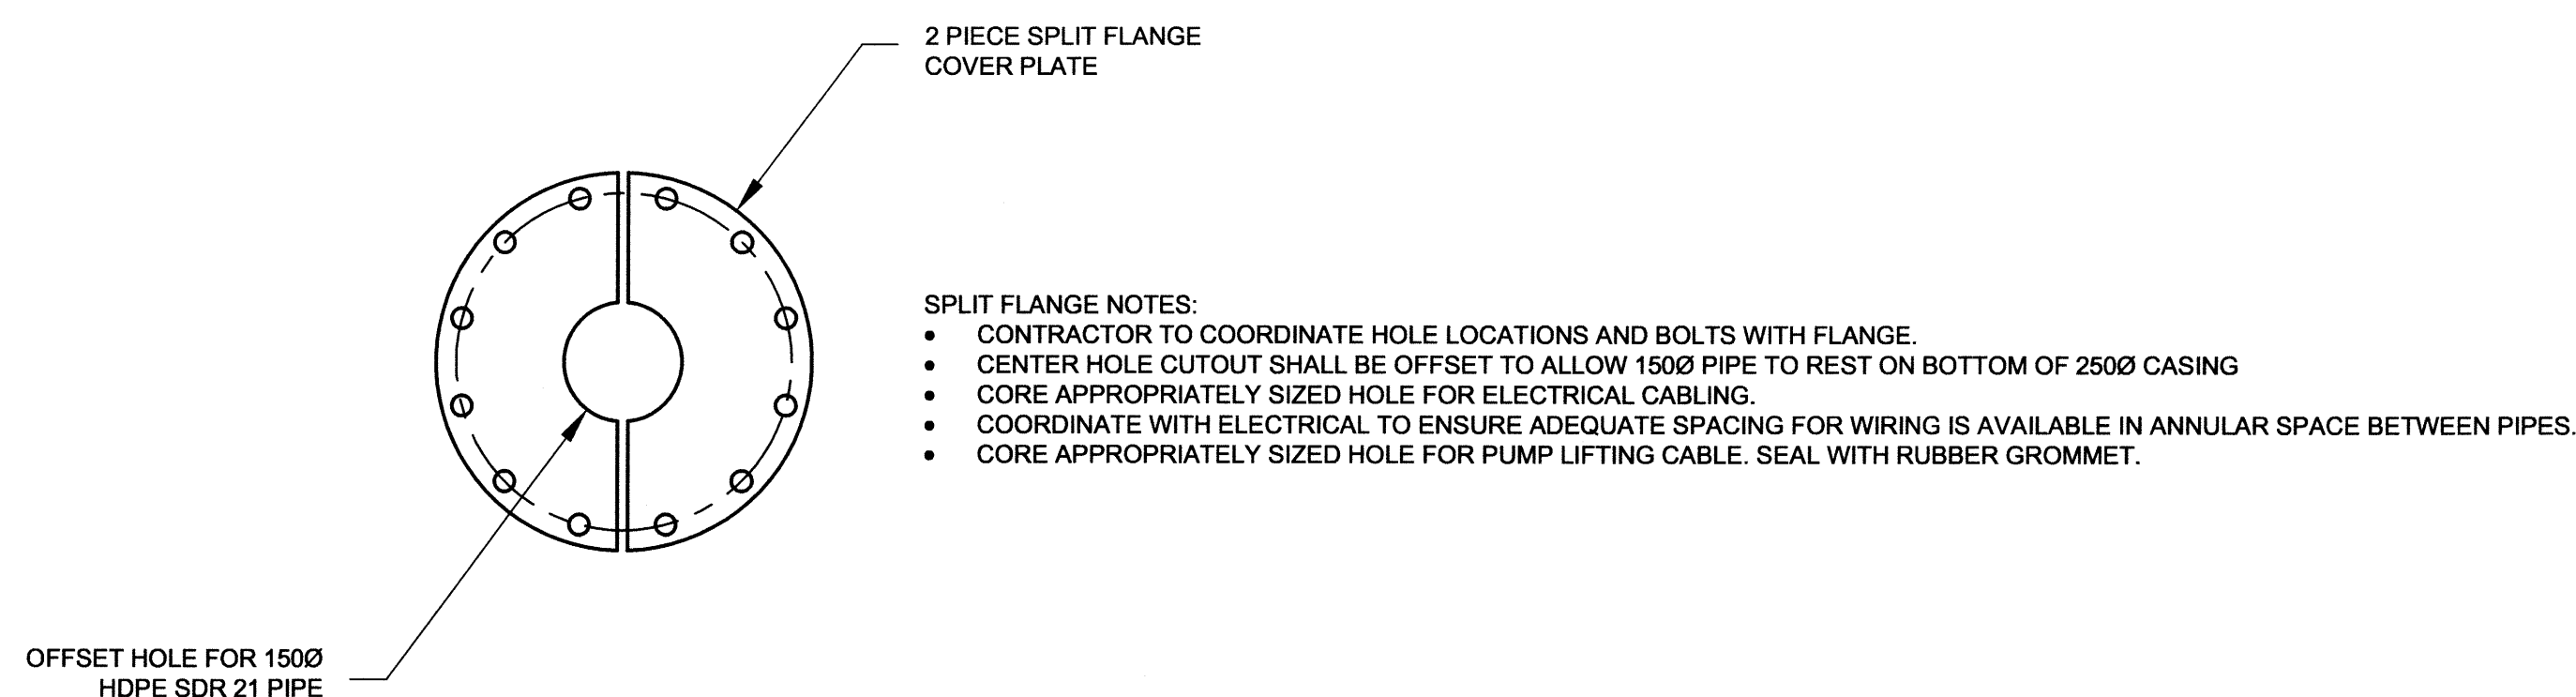 2 PIECE SPLIT FLANGE
COVER PLATE
SPLIT FLANGE NOTES:
• CONTRACTOR TO COORDINATE HOLE LOCATIONS AND BOLTS WITH FLANGE.
• CENTER HOLE CUTOUT SHALL BE OFFSET TO ALLOW 150Ø PIPE TO REST ON BOTTOM OF 250Ø CASING
• CORE APPROPRIATELY SIZED HOLE FOR ELECTRICAL CABLING.
• COORDINATE WITH ELECTRICAL TO ENSURE ADEQUATE SPACING FOR WIRING IS AVAILABLE IN ANNULAR SPACE BETWEEN PIPES.
• CORE APPROPRIATELY SIZED HOLE FOR PUMP LIFTING CABLE. SEAL WITH RUBBER GROMMET.
OFFSET HOLE FOR 150Ø
HDPE SDR 21 PIPE